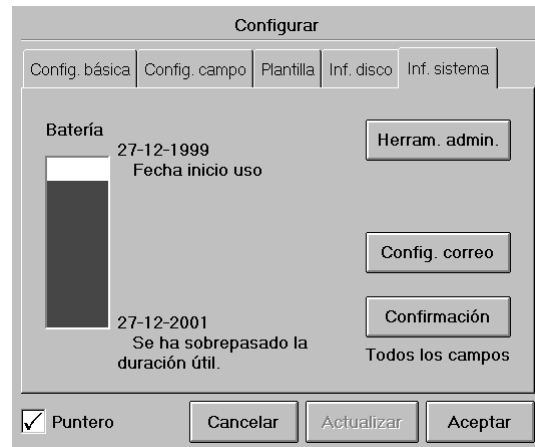 Configurar
Config. básica
Config. campo
Plantilla
Inf. disco
Inf. sistema
Batería
27-12-1999
Fecha inicio uso
Herram. admin.
Config. correo
Confirmación
27-12-2001
Se ha sobrepasado la
duración útil.
Todos los campos
Puntero
Cancelar
Actualizar
Aceptar